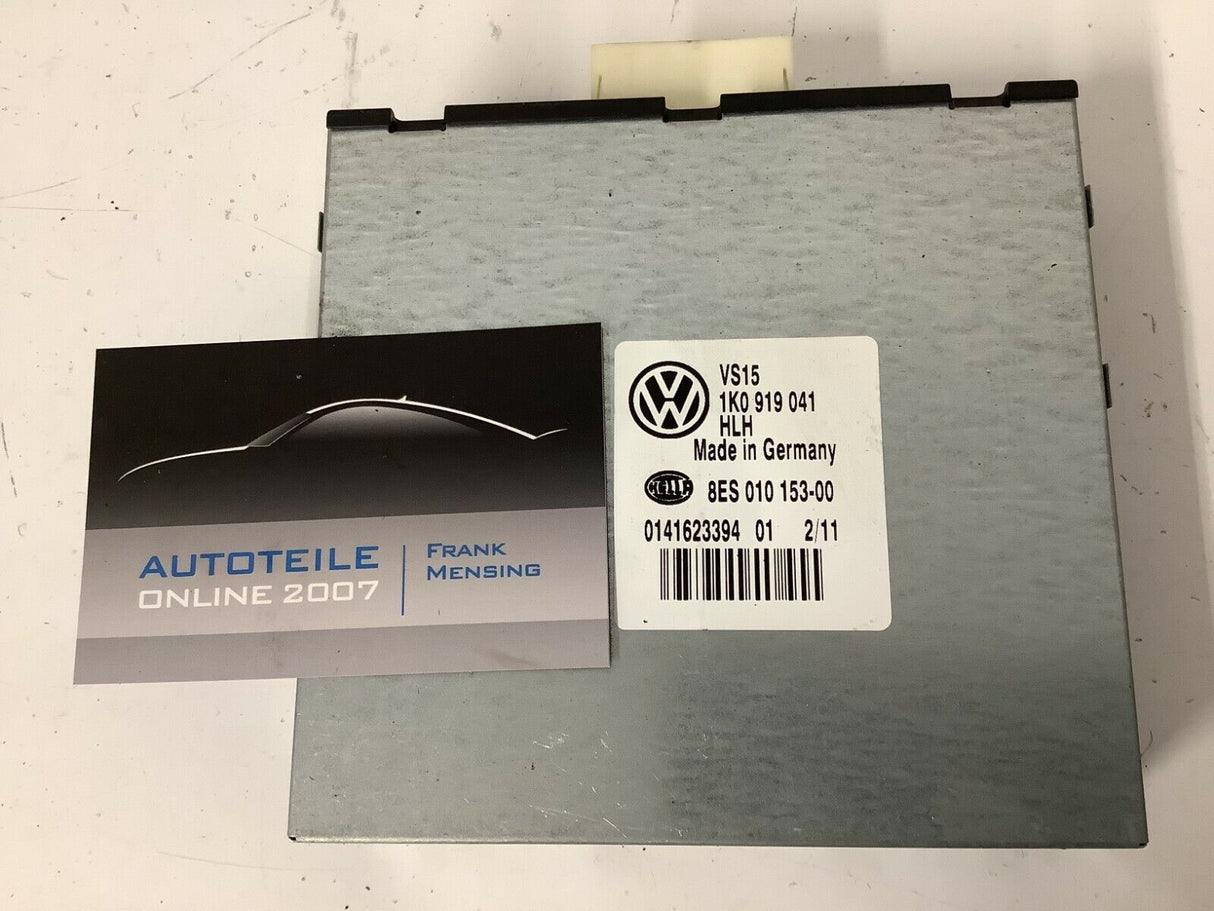 VS15
1K0 919 041
HLH
Made in Germany
HELLA 8ES 010 153-00
0141623394 01 2/11
AUTOTEILE
ONLINE 2007
FRANK
MENSING